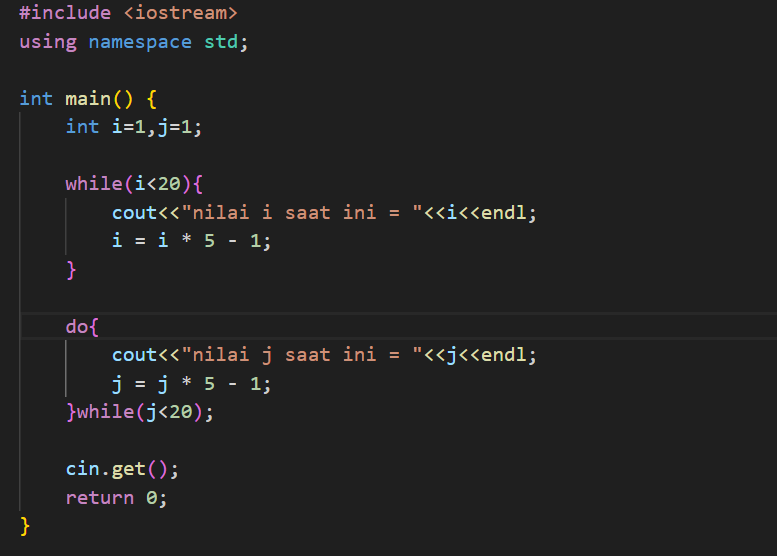 #include <iostream>
using namespace std;
int main() {
int i=1,j=1;
while(i<20){
cout<<"nilai i saat ini = "<<i<<endl;
i = i * 5 - 1;
}
do{
cout<<"nilai j saat ini = "<<j<<endl;
j = j * 5 - 1;
}while(j<20);
cin.get();
return 0;
}